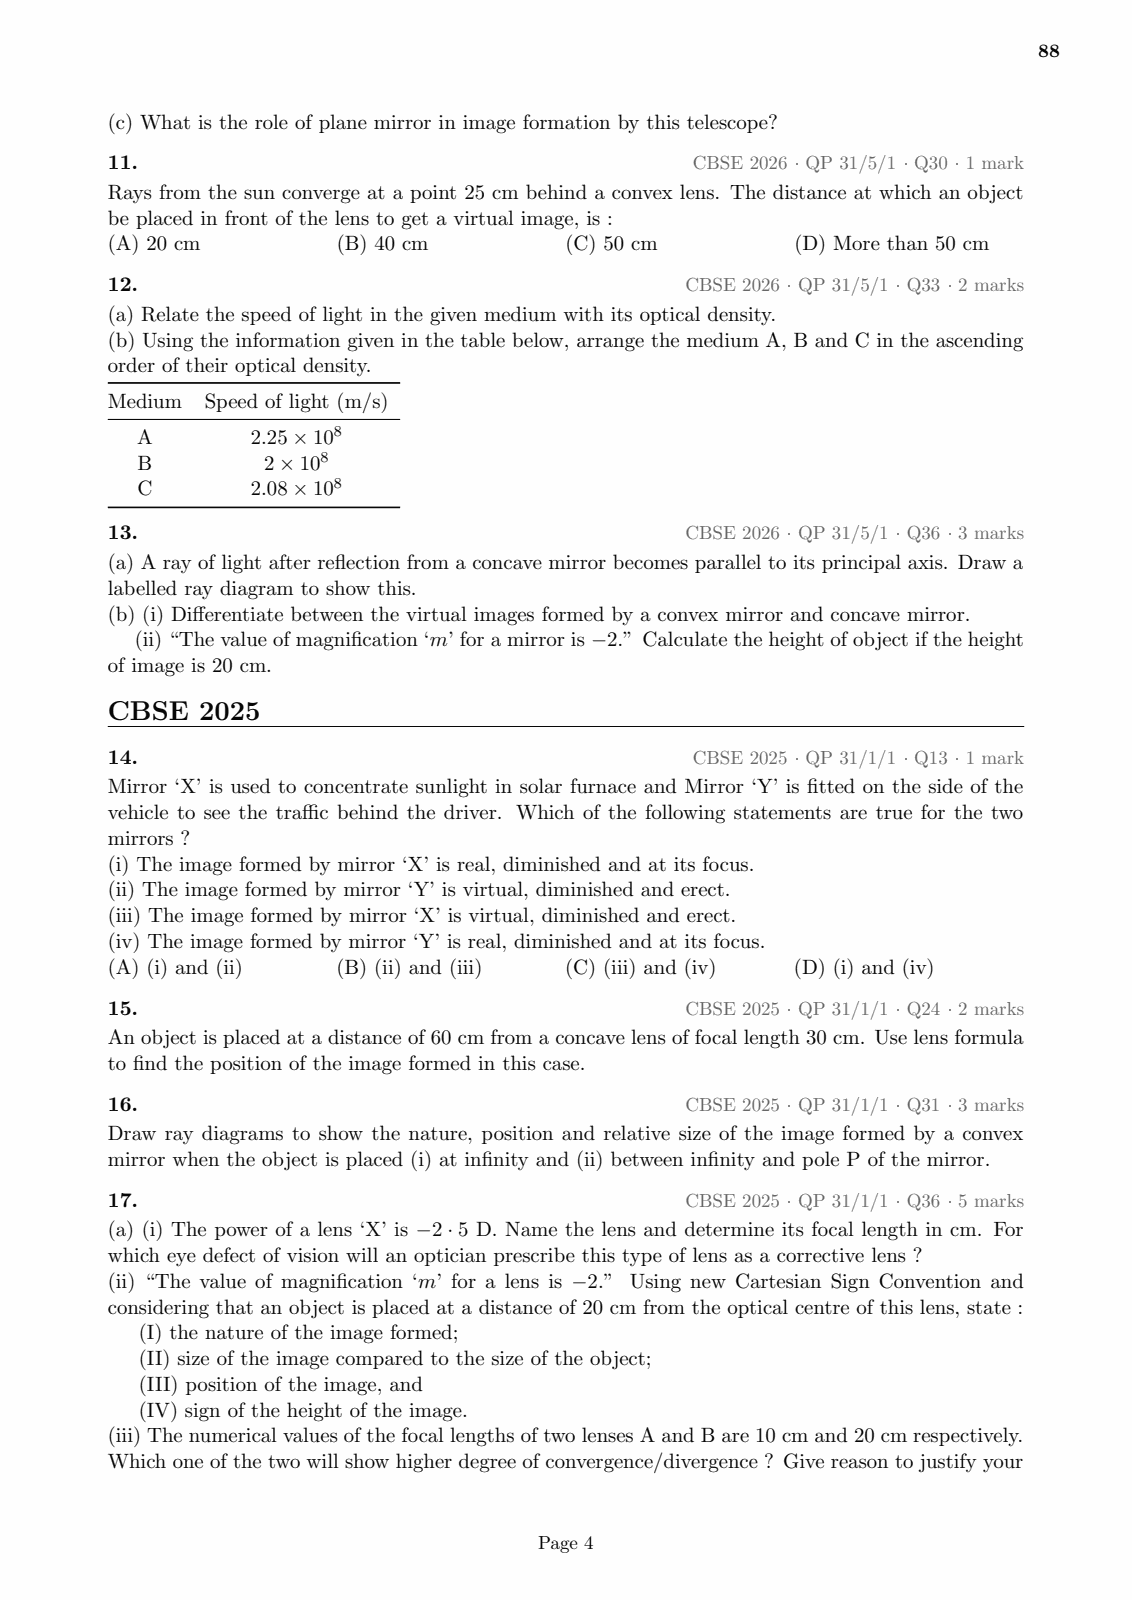 88
(c) What is the role of plane mirror in image formation by this telescope?
11. CBSE 2026 · QP 31/5/1 · Q30 · 1 mark
Rays from the sun converge at a point 25 cm behind a convex lens. The distance at which an object
be placed in front of the lens to get a virtual image, is :
(A) 20 cm (B) 40 cm (C) 50 cm (D) More than 50 cm
12. CBSE 2026 · QP 31/5/1 · Q33 · 2 marks
(a) Relate the speed of light in the given medium with its optical density.
(b) Using the information given in the table below, arrange the medium A, B and C in the ascending
order of their optical density.
Medium Speed of light (m/s)
A 2.25 × 10⁸
B 2 × 10⁸
C 2.08 × 10⁸
13. CBSE 2026 · QP 31/5/1 · Q36 · 3 marks
(a) A ray of light after reflection from a concave mirror becomes parallel to its principal axis. Draw a
labelled ray diagram to show this.
(b) (i) Differentiate between the virtual images formed by a convex mirror and concave mirror.
(ii) “The value of magnification ‘m’ for a mirror is −2.” Calculate the height of object if the height
of image is 20 cm.
CBSE 2025
14. CBSE 2025 · QP 31/1/1 · Q13 · 1 mark
Mirror ‘X’ is used to concentrate sunlight in solar furnace and Mirror ‘Y’ is fitted on the side of the
vehicle to see the traffic behind the driver. Which of the following statements are true for the two
mirrors ?
(i) The image formed by mirror ‘X’ is real, diminished and at its focus.
(ii) The image formed by mirror ‘Y’ is virtual, diminished and erect.
(iii) The image formed by mirror ‘X’ is virtual, diminished and erect.
(iv) The image formed by mirror ‘Y’ is real, diminished and at its focus.
(A) (i) and (ii) (B) (ii) and (iii) (C) (iii) and (iv) (D) (i) and (iv)
15. CBSE 2025 · QP 31/1/1 · Q24 · 2 marks
An object is placed at a distance of 60 cm from a concave lens of focal length 30 cm. Use lens formula
to find the position of the image formed in this case.
16. CBSE 2025 · QP 31/1/1 · Q31 · 3 marks
Draw ray diagrams to show the nature, position and relative size of the image formed by a convex
mirror when the object is placed (i) at infinity and (ii) between infinity and pole P of the mirror.
17. CBSE 2025 · QP 31/1/1 · Q36 · 5 marks
(a) (i) The power of a lens ‘X’ is −2 · 5 D. Name the lens and determine its focal length in cm. For
which eye defect of vision will an optician prescribe this type of lens as a corrective lens ?
(ii) “The value of magnification ‘m’ for a lens is −2.” Using new Cartesian Sign Convention and
considering that an object is placed at a distance of 20 cm from the optical centre of this lens, state :
(I) the nature of the image formed;
(II) size of the image compared to the size of the object;
(III) position of the image, and
(IV) sign of the height of the image.
(iii) The numerical values of the focal lengths of two lenses A and B are 10 cm and 20 cm respectively.
Which one of the two will show higher degree of convergence/divergence ? Give reason to justify your
Page 4